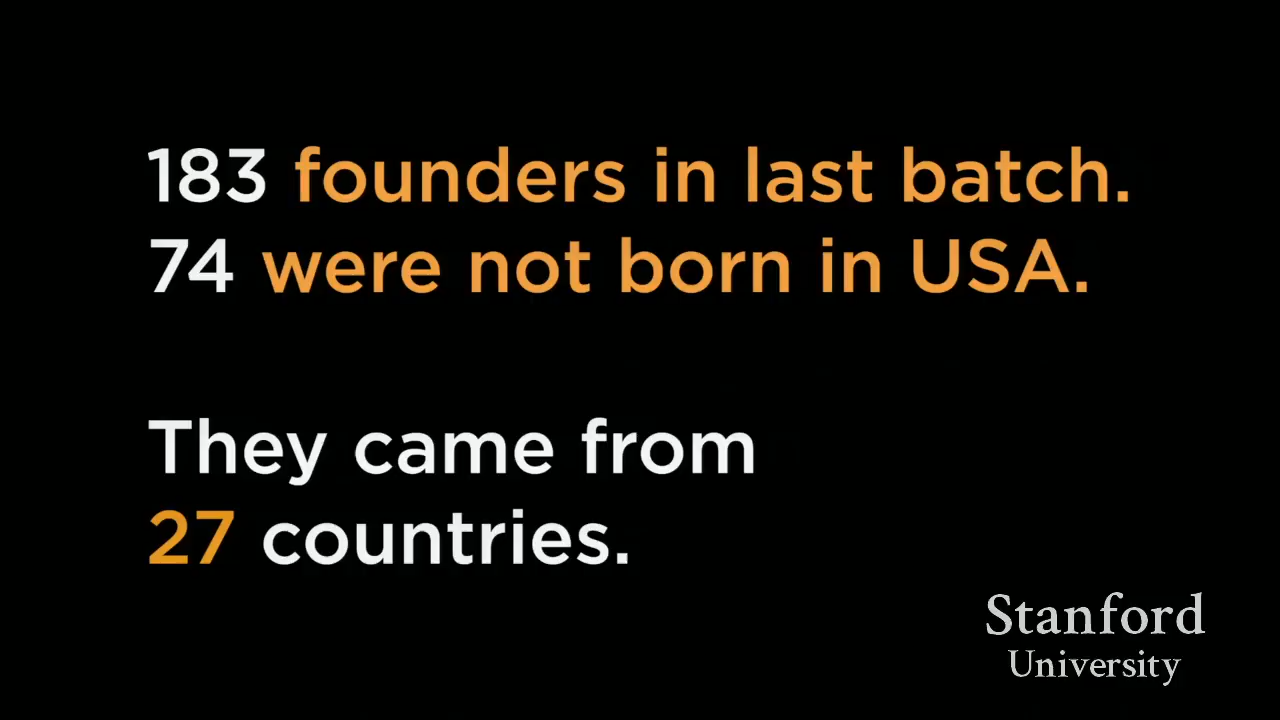 183 founders in last batch.
74 were not born in USA.
They came from
27 countries.
Stanford
University